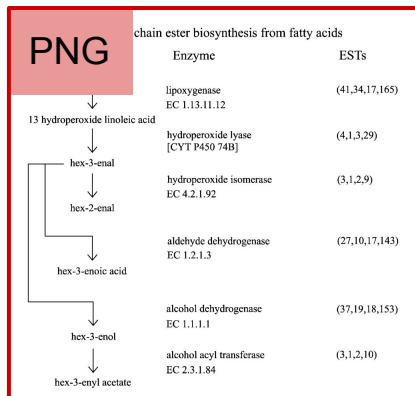 PNG
chain ester biosynthesis from fatty acids
Enzyme ESTs
lipoxygenase (41,34,17,165)
EC 1.13.11.12
13 hydroperoxide linoleic acid
hydroperoxide lyase (4,1,3,29)
[CYT P450 74B]
hex-3-enal
hydroperoxide isomerase (3,1,2,9)
EC 4.2.1.92
hex-2-enal
aldehyde dehydrogenase (27,10,17,143)
EC 1.2.1.3
hex-3-enoic acid
alcohol dehydrogenase (37,19,18,153)
EC 1.1.1.1
hex-3-enol
alcohol acyl transferase (3,1,2,10)
EC 2.3.1.84
hex-3-enyl acetate